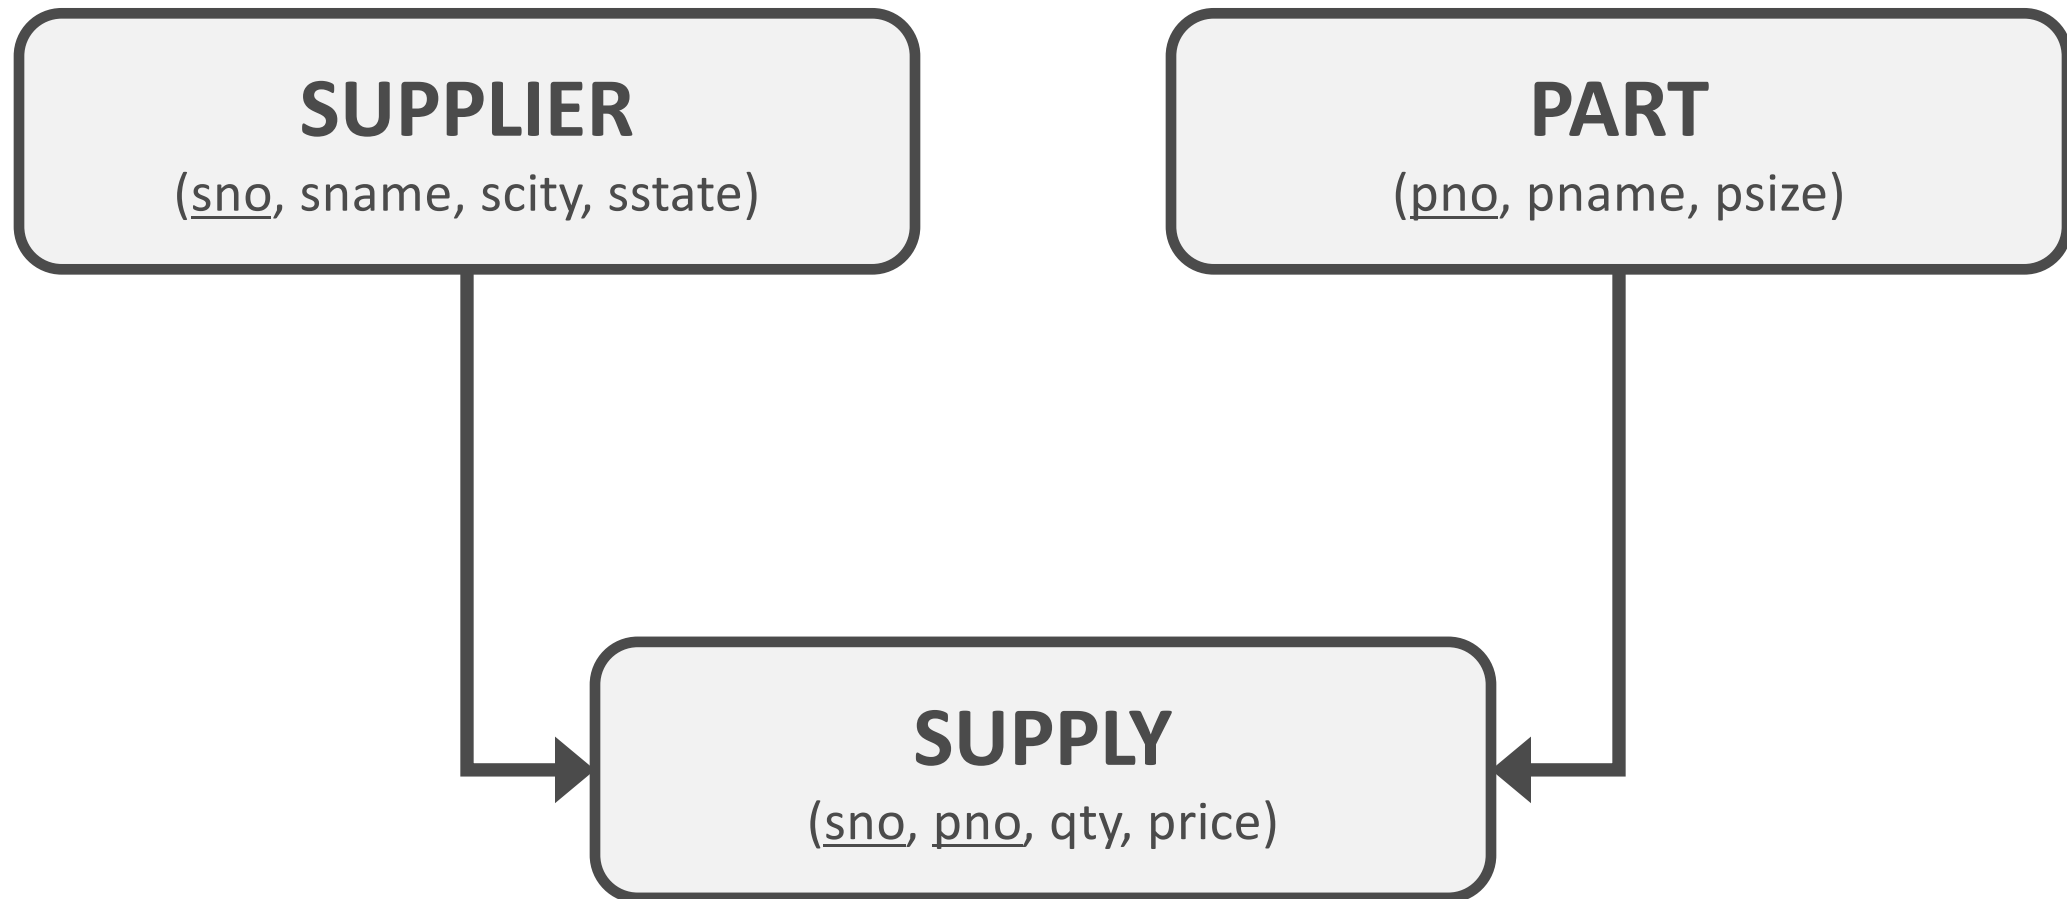 SUPPLIER
(sno, sname, scity, sstate)
PART
(pno, pname, psize)
SUPPLY
(sno, pno, qty, price)